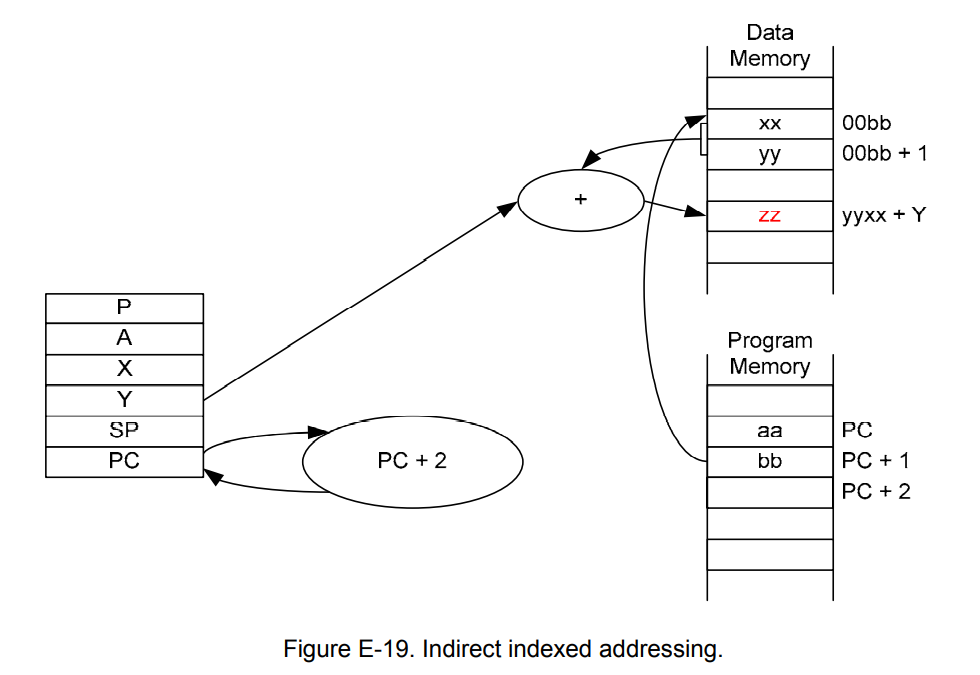 Data
Memory
xx 00bb
yy 00bb + 1
+
zz yyxx + Y
P
A
X
Y
SP
PC
PC + 2
Program
Memory
aa PC
bb PC + 1
PC + 2
Figure E-19. Indirect indexed addressing.